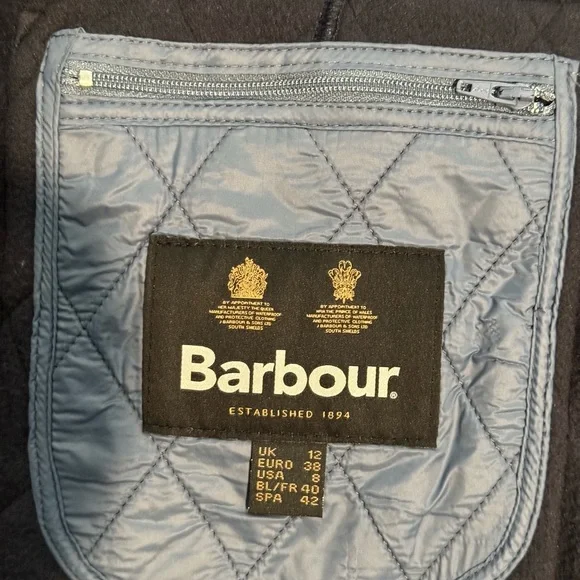 BY APPOINTMENT TO
HER MAJESTY THE QUEEN
MANUFACTURERS OF WATERPROOF
AND PROTECTIVE CLOTHING
J BARBOUR & SONS LTD
SOUTH SHIELDS
BY APPOINTMENT TO
HRH THE PRINCE OF WALES
MANUFACTURERS OF WATERPROOF
AND PROTECTIVE CLOTHING
J BARBOUR & SONS LTD
SOUTH SHIELDS
Barbour®
ESTABLISHED 1894
UK 12
EURO 38
USA 8
BL/FR 40
SPA 42